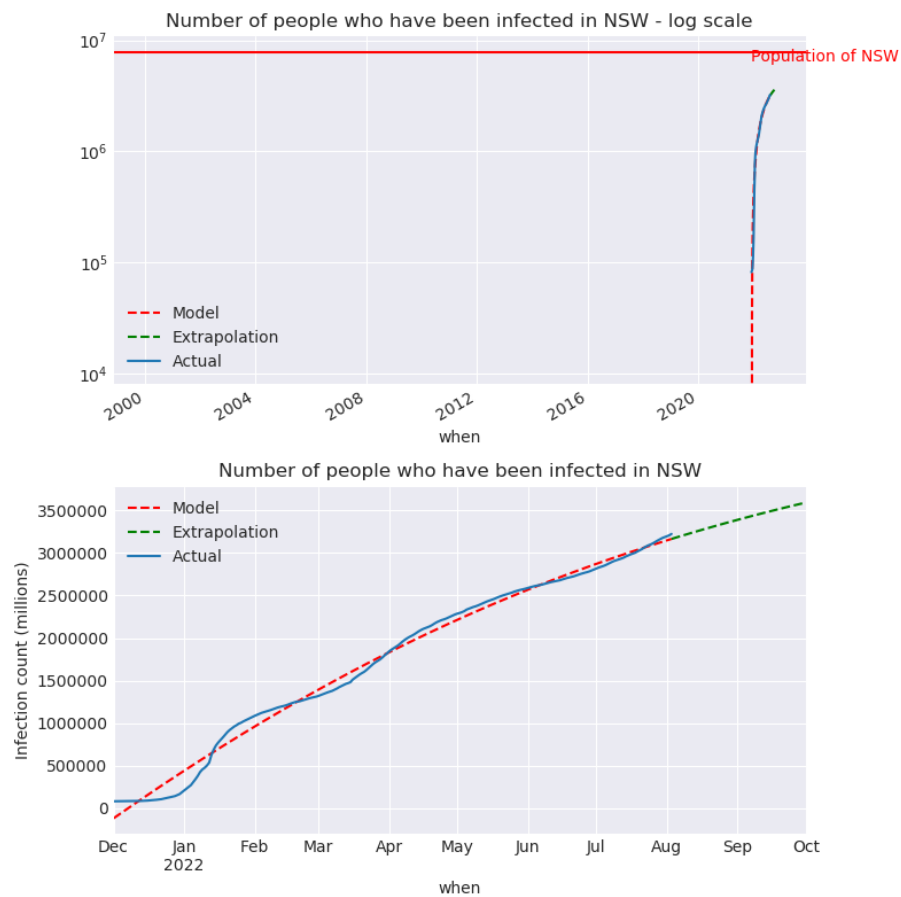 Number of people who have been infected in NSW - log scale
10⁷
Population of NSW
10⁶
10⁵
10⁴
Model
Extrapolation
Actual
2000
2004
2008
2012
2016
2020
when
Number of people who have been infected in NSW
Infection count (millions)
3500000
3000000
2500000
2000000
1500000
1000000
500000
0
Model
Extrapolation
Actual
Dec
Jan
2022
Feb
Mar
Apr
May
Jun
Jul
Aug
Sep
Oct
when